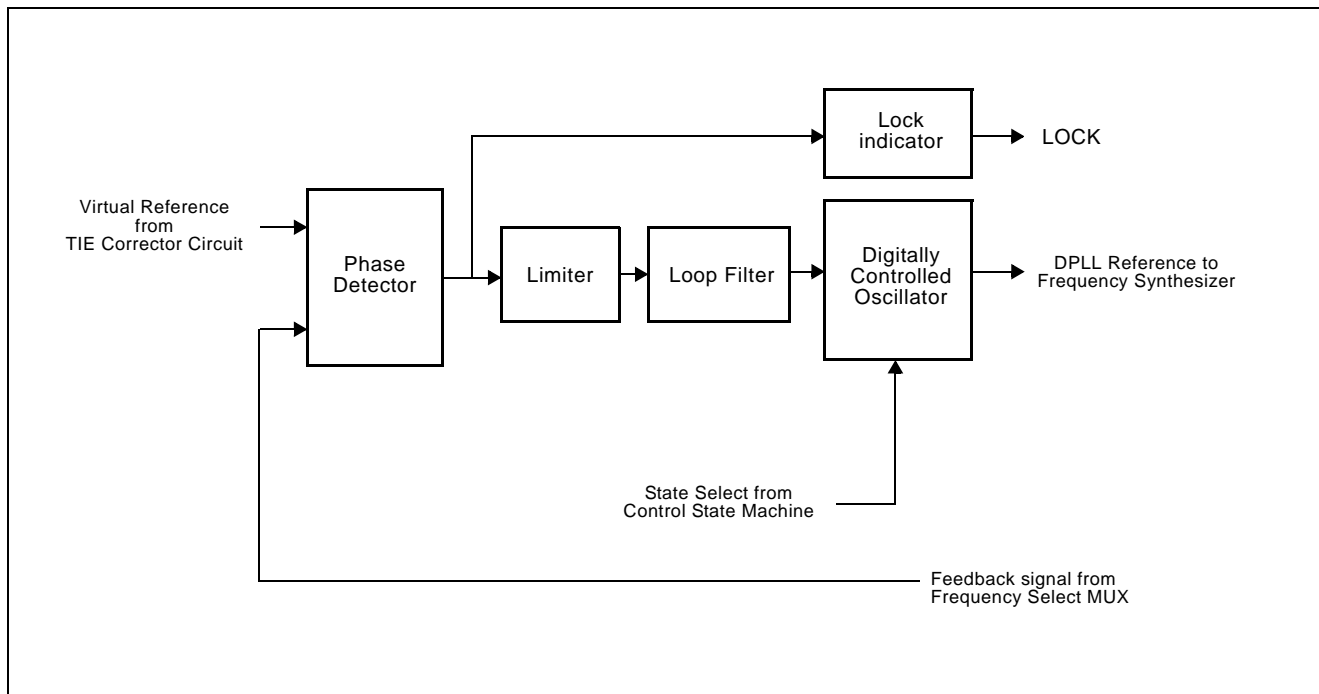 Lock
indicator
LOCK
Virtual Reference
from
TIE Corrector Circuit
Phase
Detector
Limiter
Loop Filter
Digitally
Controlled
Oscillator
DPLL Reference to
Frequency Synthesizer
State Select from
Control State Machine
Feedback signal from
Frequency Select MUX